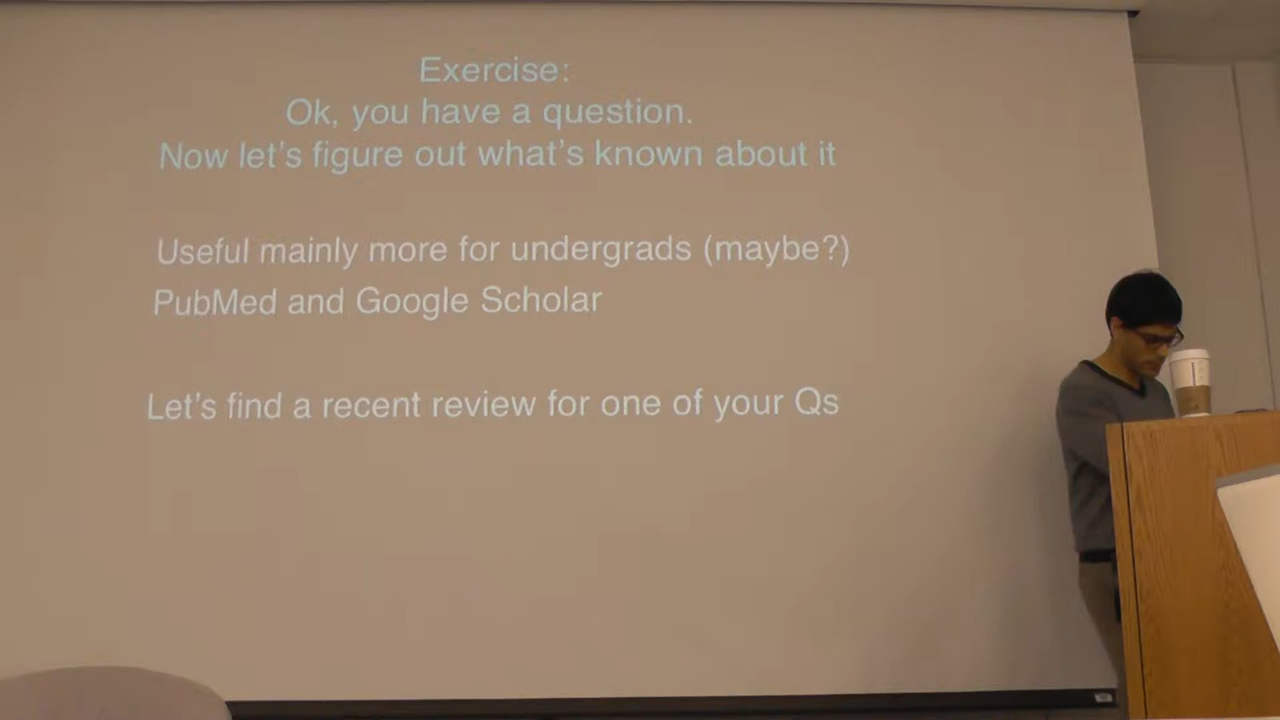 Exercise:
Ok, you have a question.
Now let's figure out what's known about it
Useful mainly more for undergrads (maybe?)
PubMed and Google Scholar
Let's find a recent review for one of your Qs